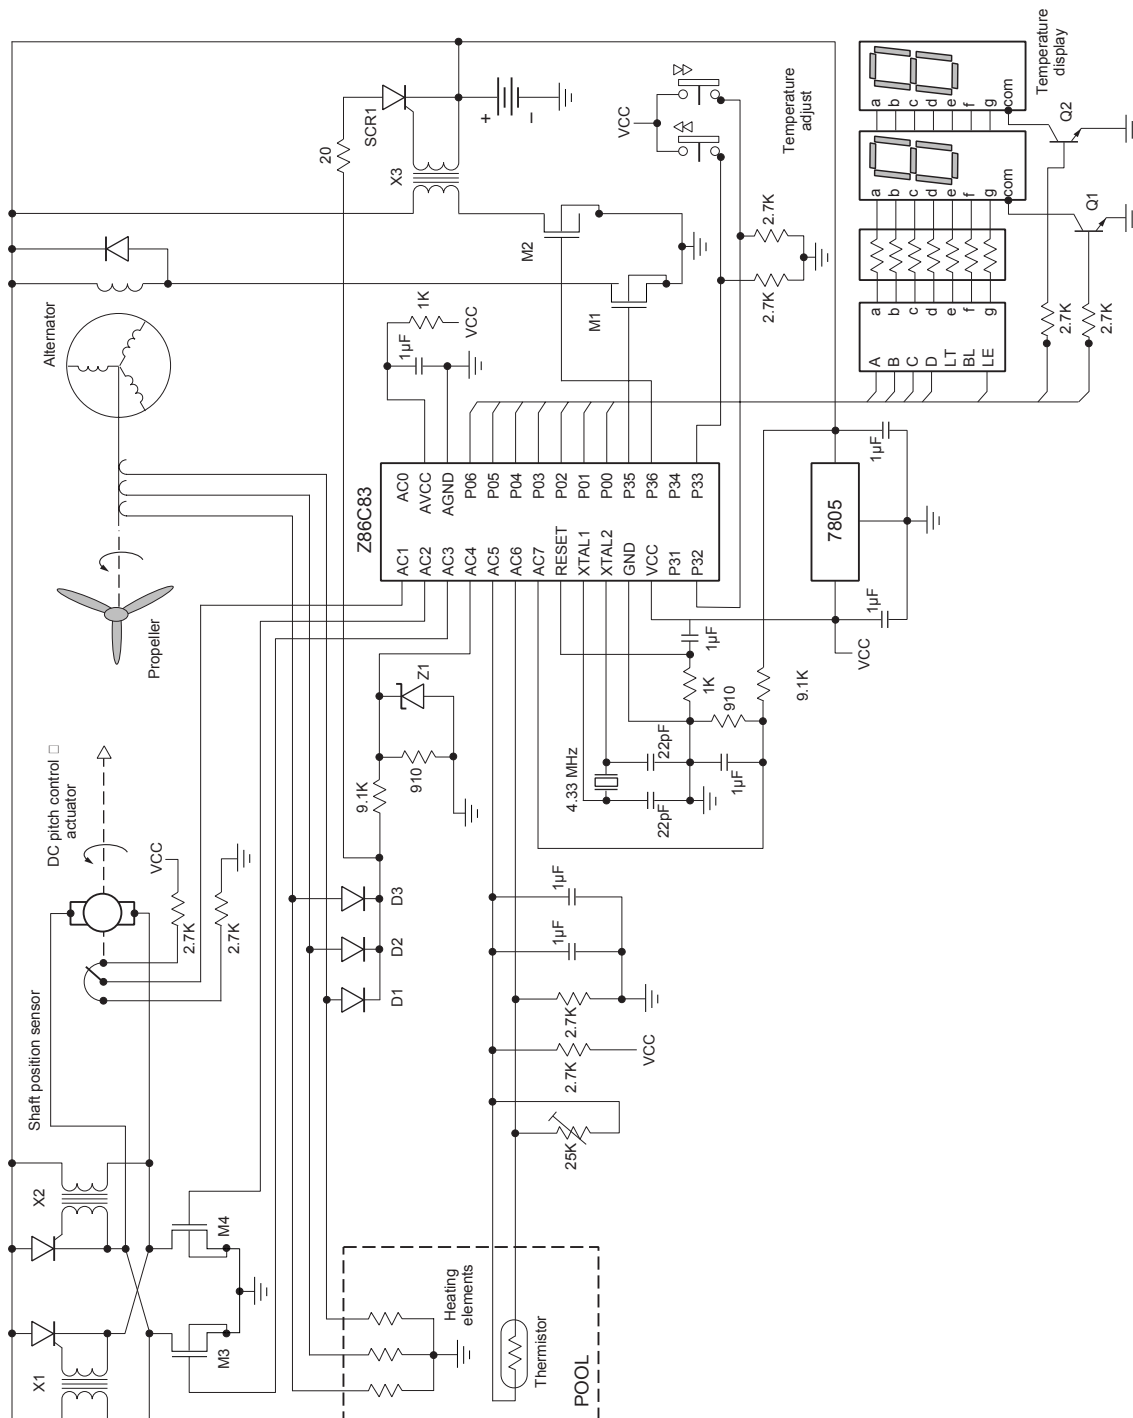 Alternator
Propeller
DC pitch control □
actuator
Shaft position sensor
VCC
2.7K
2.7K
X2
X1
M4
M3
20
SCR1
+
−
X3
M2
M1
1K
VCC
1µF
VCC
Temperature
adjust
2.7K
2.7K
Temperature
display
a
b
c
d
e
f
g
com
Q2
a
b
c
d
e
f
g
com
Q1
a
b
c
d
e
f
g
A
B
C
D
LT
BL
LE
2.7K
2.7K
Z86C83
AC0
AVCC
AGND
P06
P05
P04
P03
P02
P01
P00
P35
P36
P34
P33
AC1
AC2
AC3
AC4
AC5
AC6
AC7
RESET
XTAL1
XTAL2
GND
VCC
P31
P32
7805
1µF
1µF
VCC
1µF
1K
910
9.1K
1µF
22pF
22pF
4.33 MHz
Z1
910
9.1K
D3
D2
D1
1µF
1µF
2.7K
2.7K
VCC
25K
Heating
elements
Thermistor
POOL